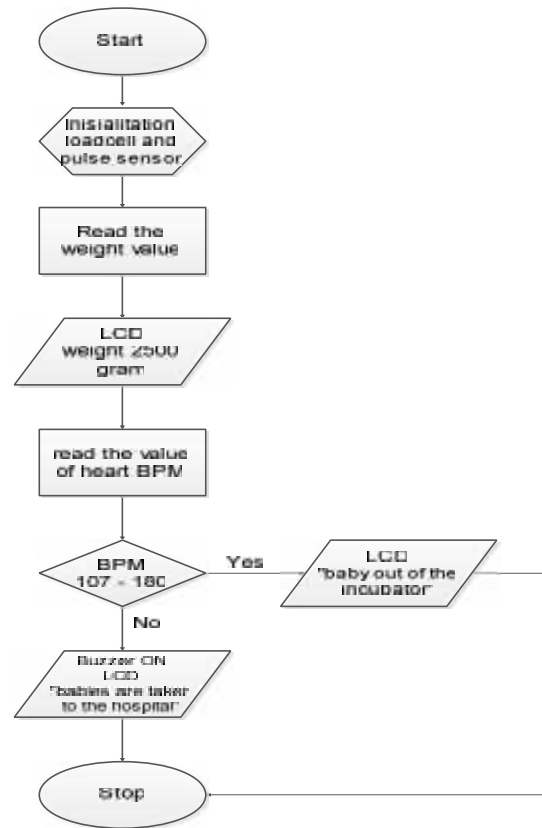 Start
Inisialitation
loadcell and
pulse sensor
Read the
weight value
LCD
weight 2500
gram
read the value
of heart BPM
BPM
107 - 180
Yes
LCD
"baby out of the
incubator"
No
Buzzer ON
LCD
"babies are taken
to the hospital"
Stop